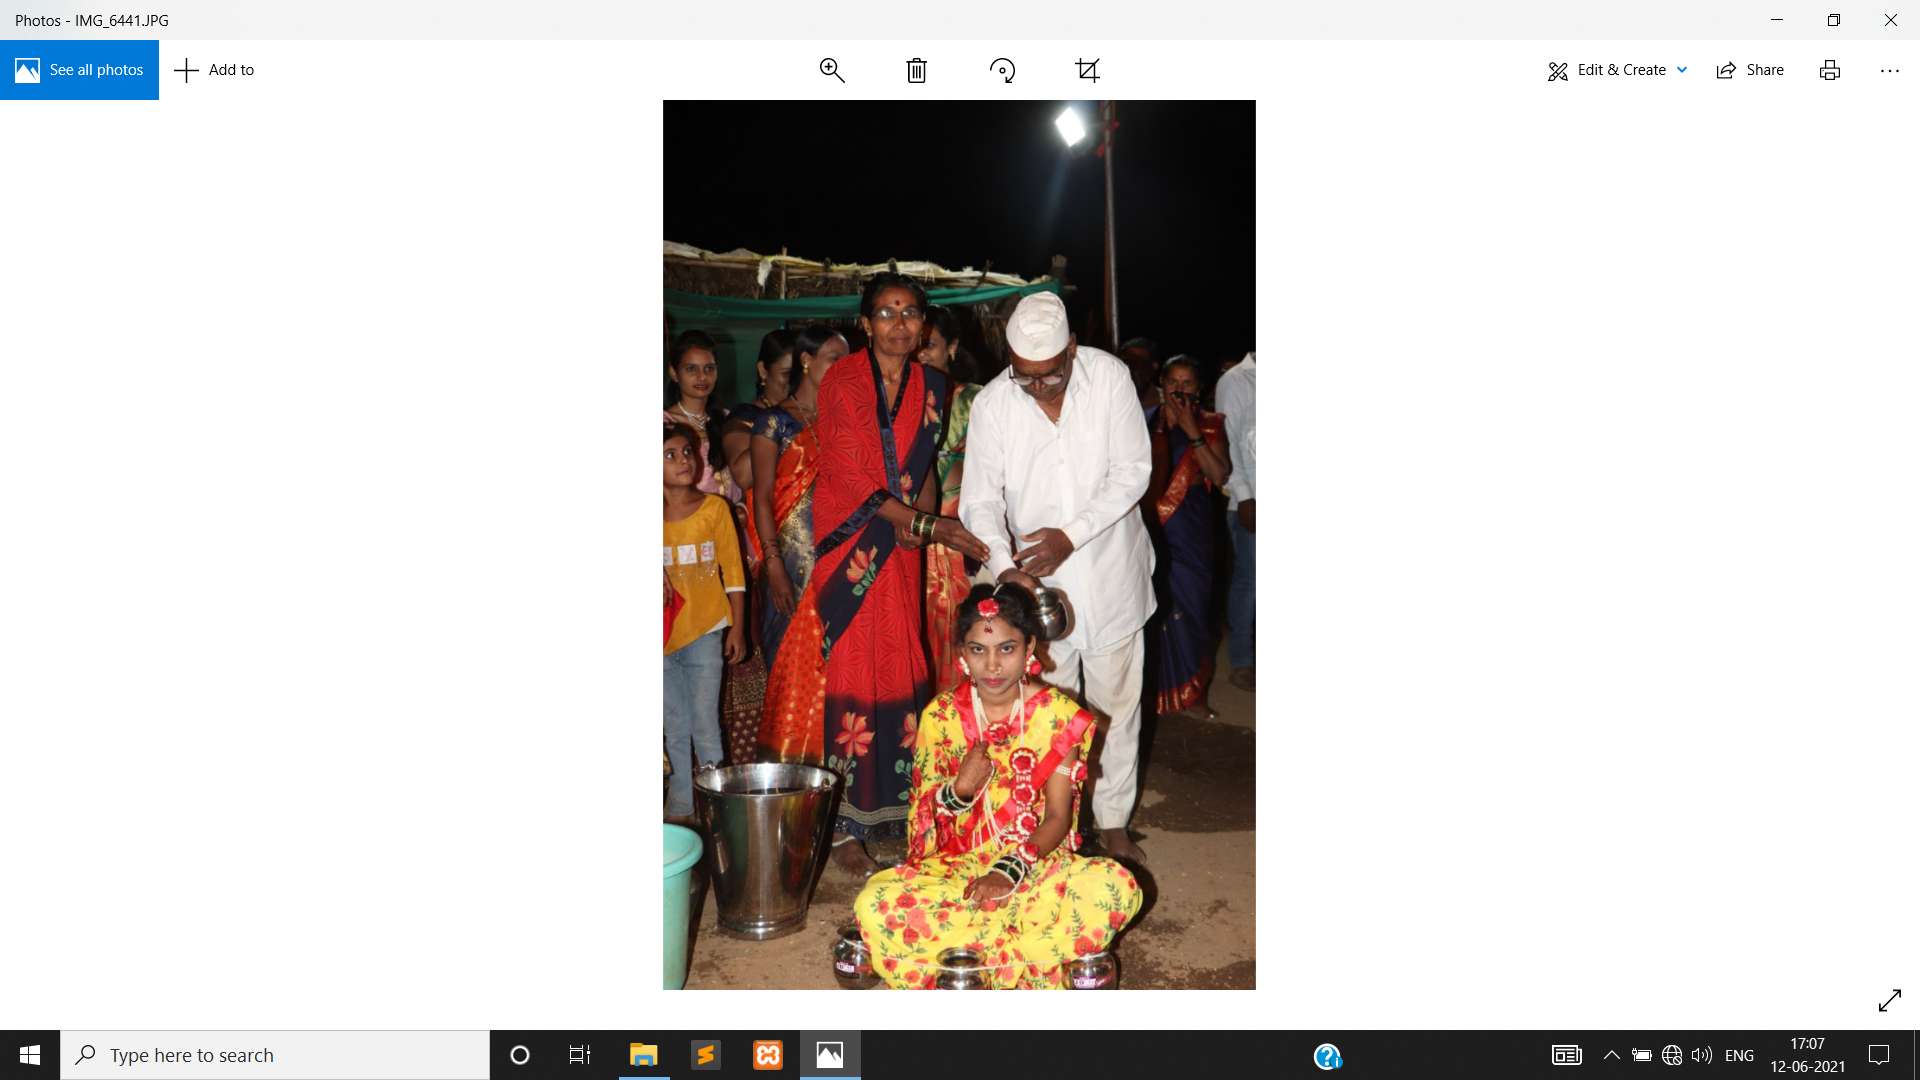 Photos - IMG_6441.JPG
See all photos
Add to
Edit & Create
Share
Type here to search
ENG
17:07
12-06-2021